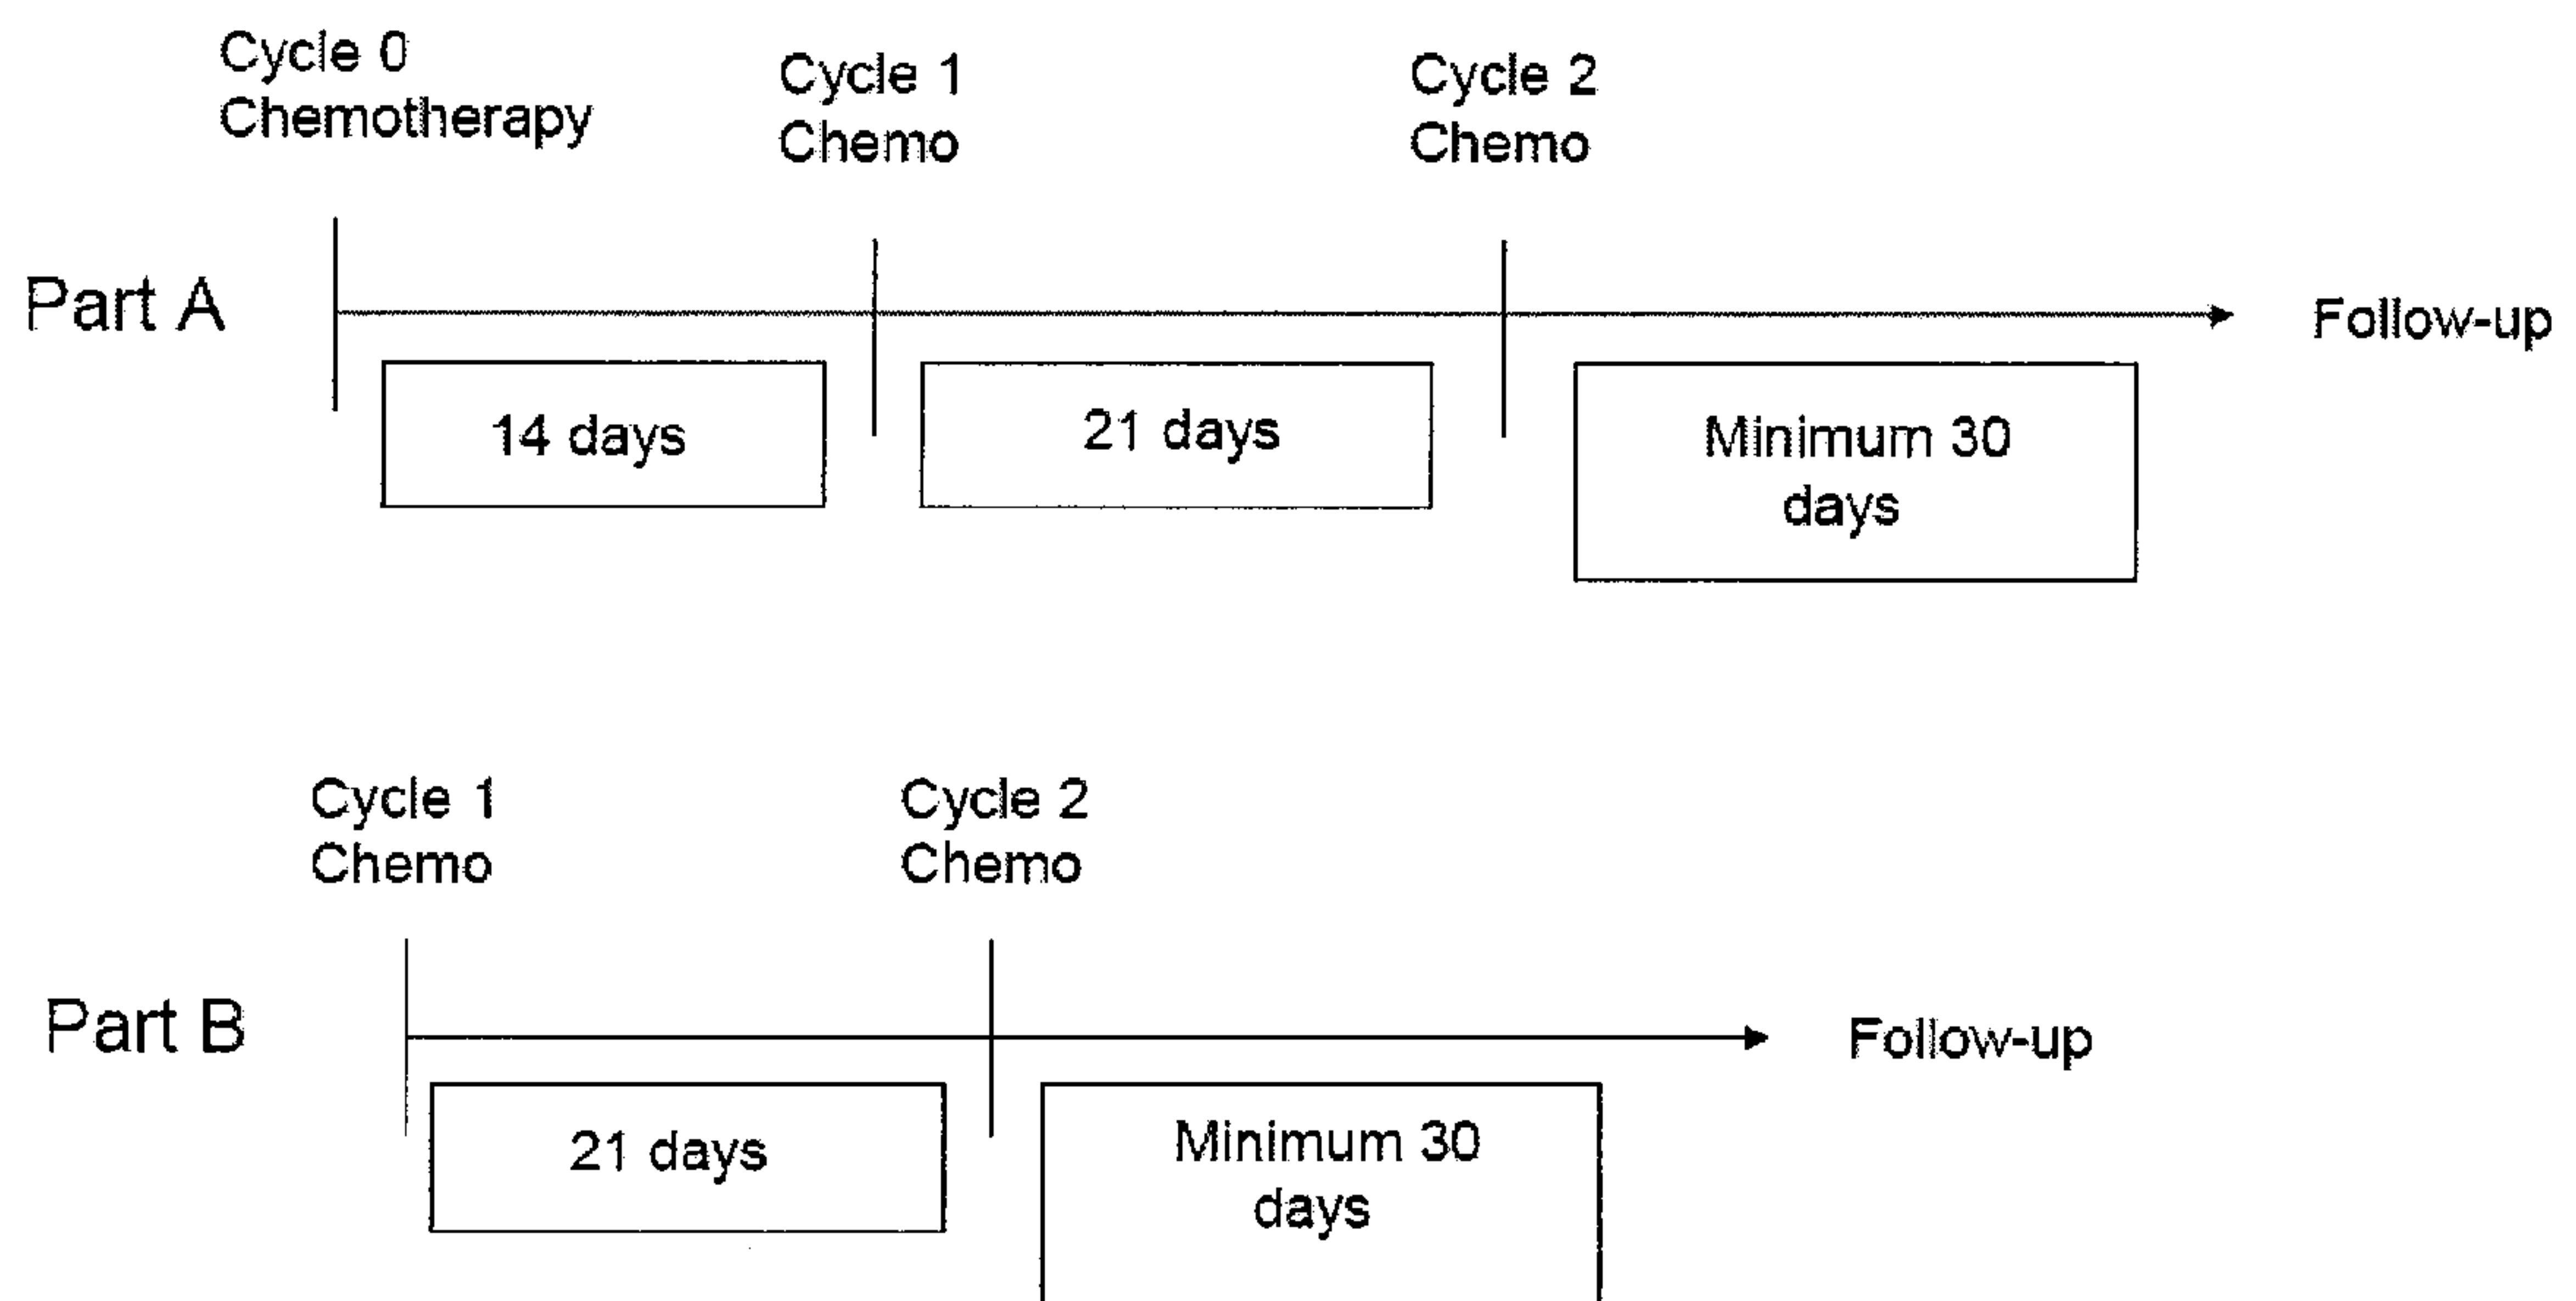 Cycle 0
Chemotherapy
Cycle 1
Chemo
Cycle 2
Chemo
Part A
Follow-up
14 days
21 days
Minimum 30
days
Cycle 1
Chemo
Cycle 2
Chemo
Part B
Follow-up
21 days
Minimum 30
days